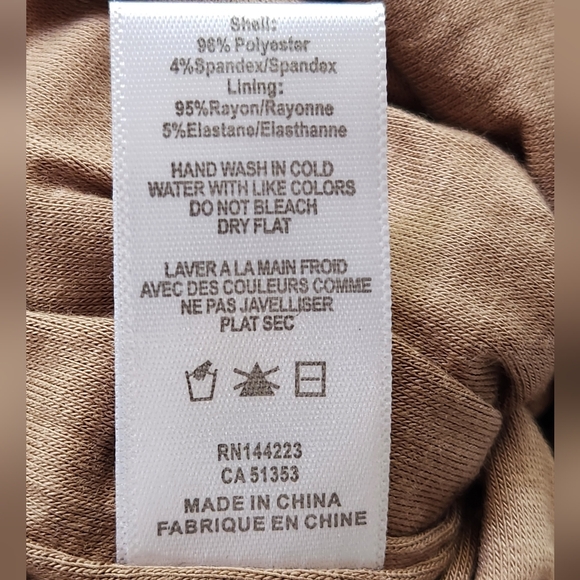 Shell:
96% Polyester
4%Spandex/Spandex
Lining:
95%Rayon/Rayonne
5%Elastane/Elasthanne
HAND WASH IN COLD
WATER WITH LIKE COLORS
DO NOT BLEACH
DRY FLAT
LAVER A LA MAIN FROID
AVEC DES COULEURS COMME
NE PAS JAVELLISER
PLAT SEC
RN144223
CA 51353
MADE IN CHINA
FABRIQUE EN CHINE